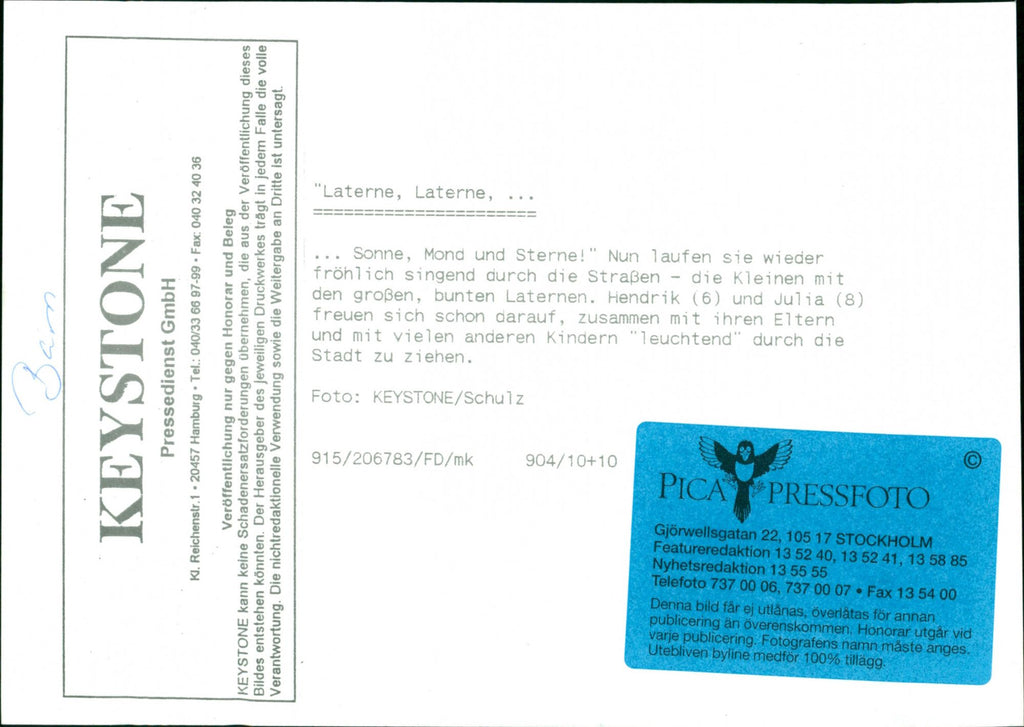 Barn
KEYSTONE
Pressedienst GmbH
Kl. Reichenstr.1 • 20457 Hamburg • Tel.: 040/33 66 97-99 • Fax: 040 32 40 36
Veröffentlichung nur gegen Honorar und Beleg
KEYSTONE kann keine Schadenersatzforderungen übernehmen, die aus der Veröffentlichung dieses
Bildes entstehen könnten. Der Herausgeber des jeweiligen Druckwerkes trägt in jedem Falle die volle
Verantwortung. Die nichtredaktionelle Verwendung sowie die Weitergabe an Dritte ist untersagt.
"Laterne, Laterne, ...
======================
... Sonne, Mond und Sterne!" Nun laufen sie wieder
fröhlich singend durch die Straßen - die Kleinen mit
den großen, bunten Laternen. Hendrik (6) und Julia (8)
freuen sich schon darauf, zusammen mit ihren Eltern
und mit vielen anderen Kindern "leuchtend" durch die
Stadt zu ziehen.
Foto: KEYSTONE/Schulz
915/206783/FD/mk 904/10+10
©
PICA PRESSFOTO
Gjörwellsgatan 22, 105 17 STOCKHOLM
Featureredaktion 13 52 40, 13 52 41, 13 58 85
Nyhetsredaktion 13 55 55
Telefoto 737 00 06, 737 00 07 • Fax 13 54 00
Denna bild får ej utlånas, överlåtas för annan
publicering än överenskommen. Honorar utgår vid
varje publicering. Fotografens namn måste anges.
Utebliven byline medför 100% tillägg.